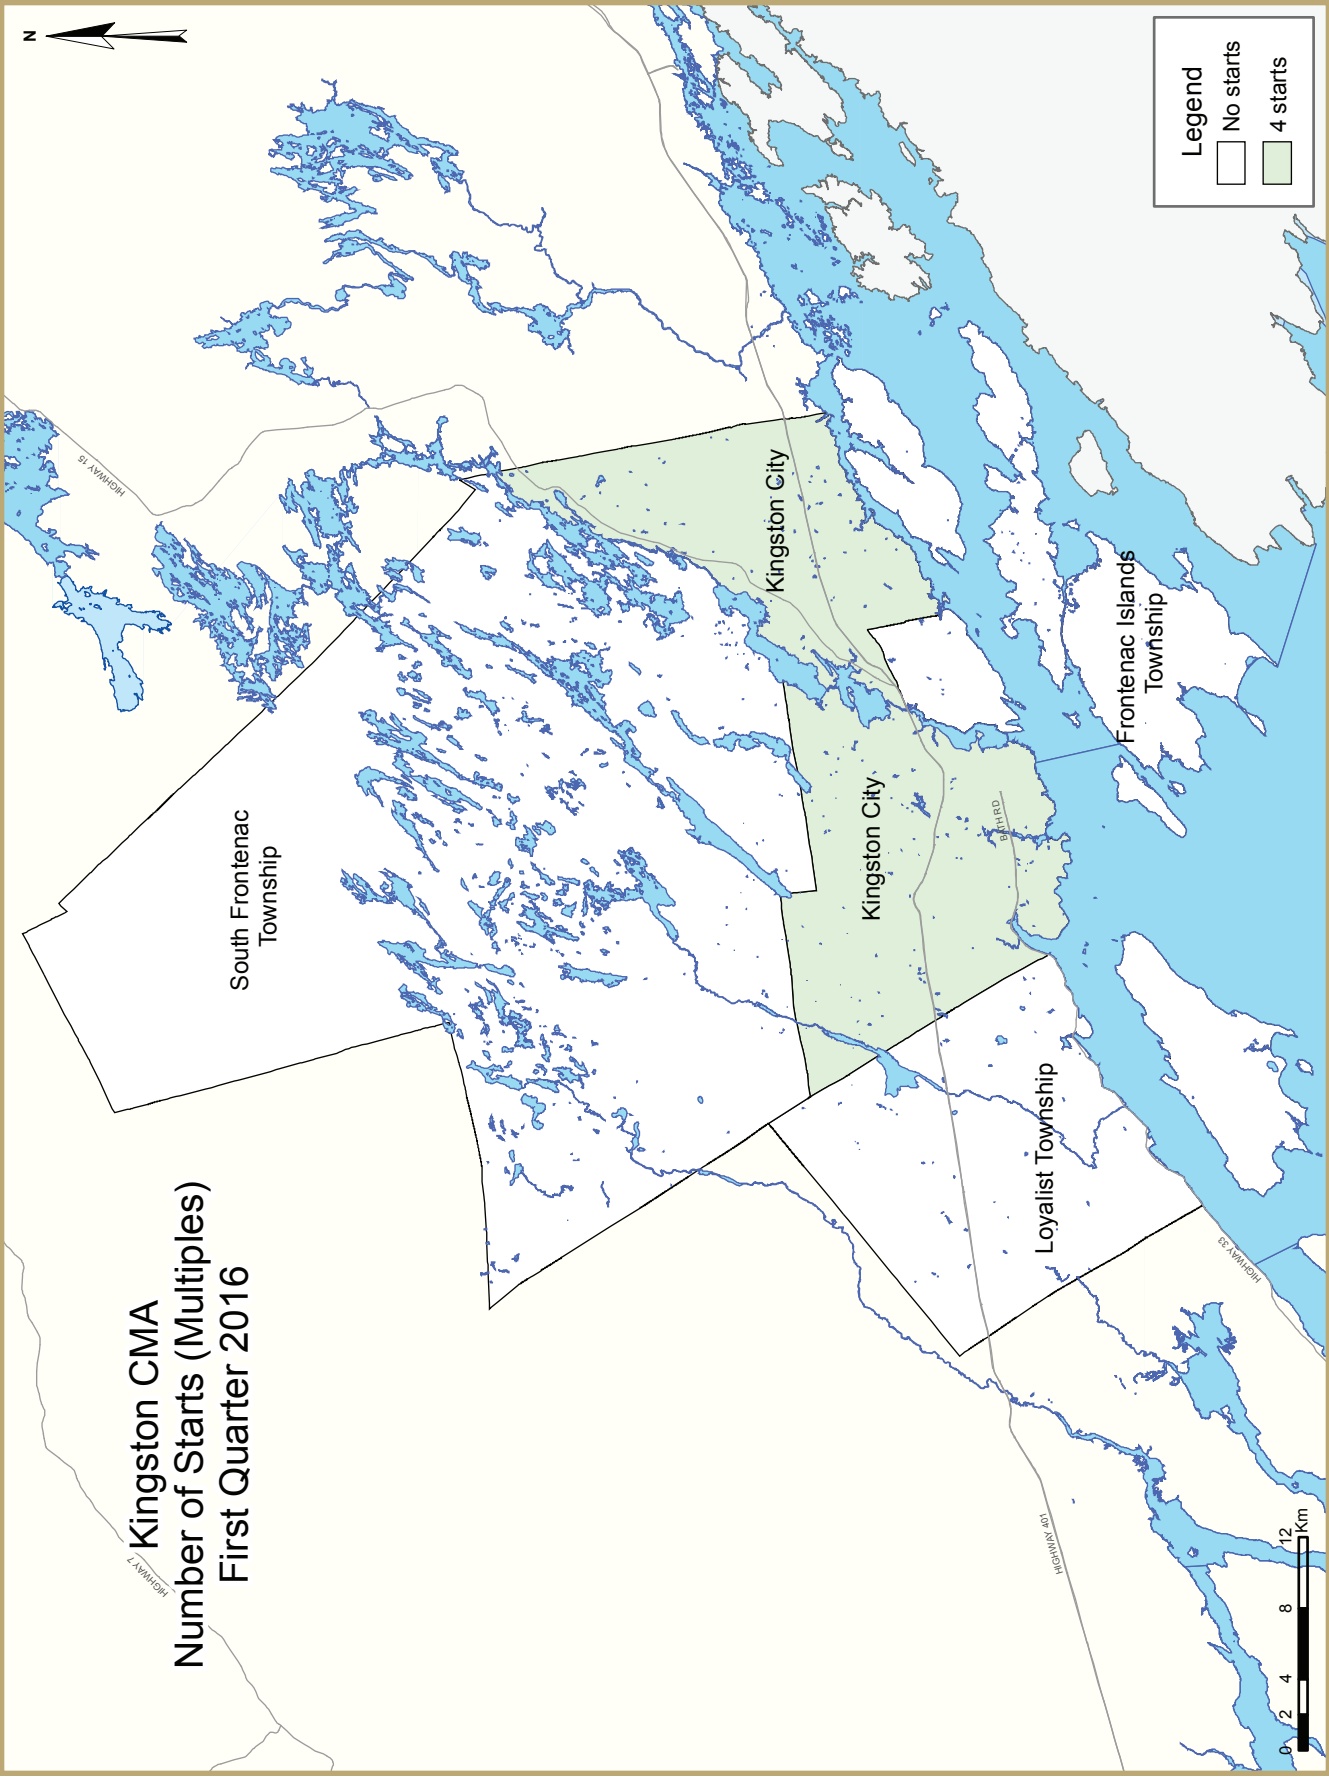 Kingston CMA
Number of Starts (Multiples)
First Quarter 2016
N
HIGHWAY 7
HIGHWAY 15
South Frontenac
Township
Kingston City
Kingston City
BATH RD
Frontenac Islands
Township
Loyalist Township
HIGHWAY 33
HIGHWAY 401
Legend
No starts
4 starts
0 2 4 8 12
Km